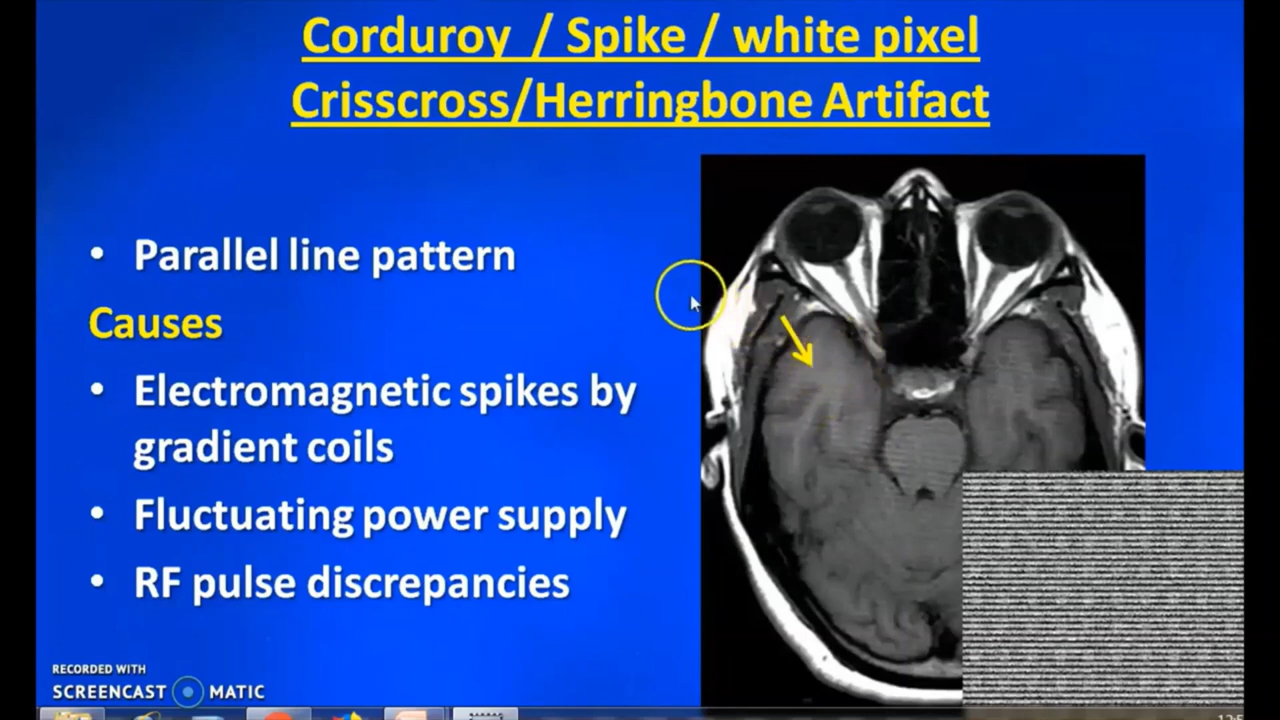 Corduroy / Spike / white pixel
Crisscross/Herringbone Artifact
• Parallel line pattern
Causes
• Electromagnetic spikes by
gradient coils
• Fluctuating power supply
• RF pulse discrepancies
RECORDED WITH
SCREENCAST MATIC